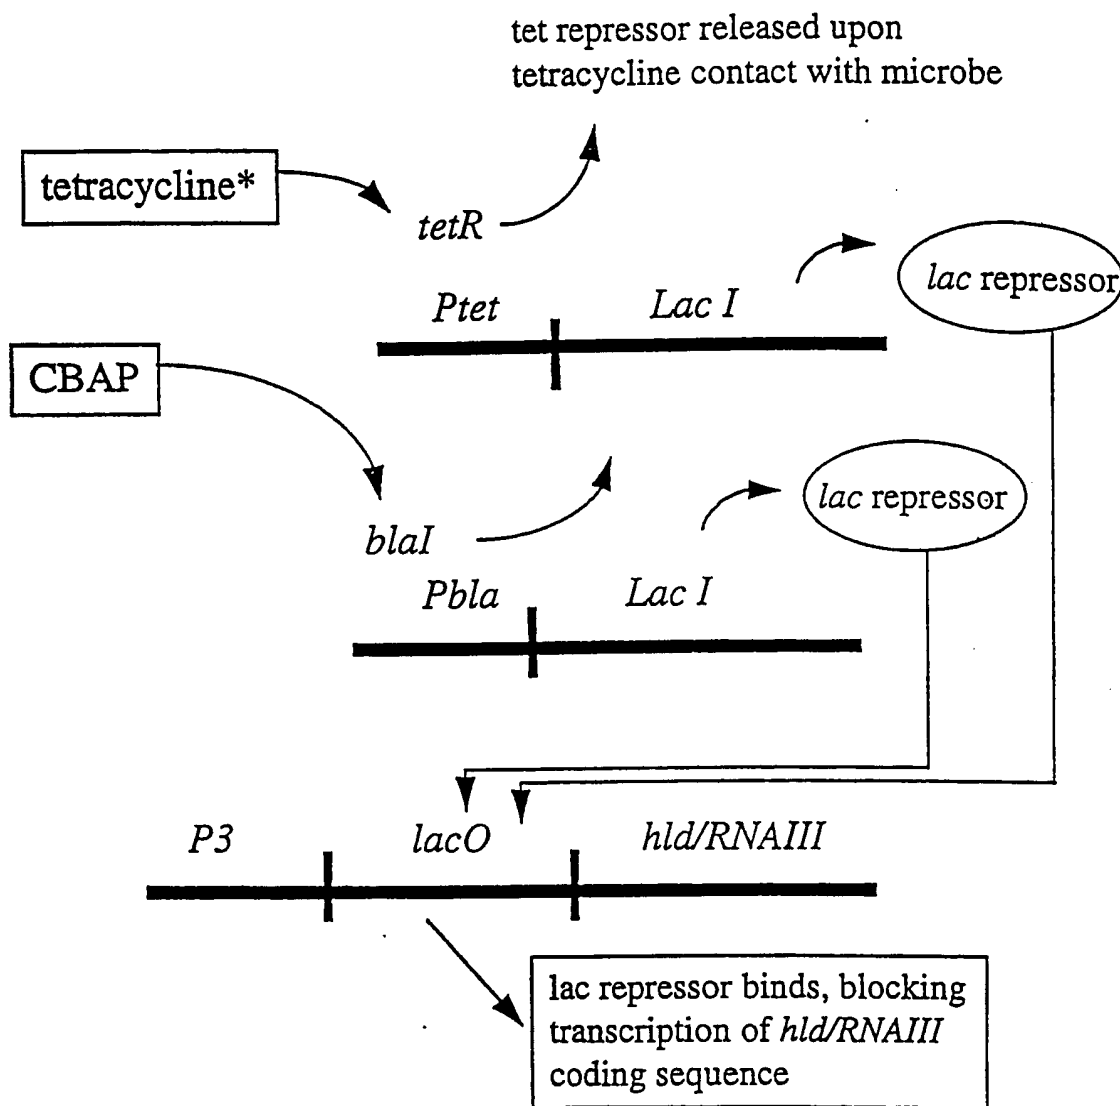 tet repressor released upon
tetracycline contact with microbe
tetracycline*
tetR
lac repressor
Ptet
Lac I
CBAP
lac repressor
blaI
Pbla
Lac I
P3
lacO
hld/RNAIII
lac repressor binds, blocking
transcription of hld/RNAIII
coding sequence